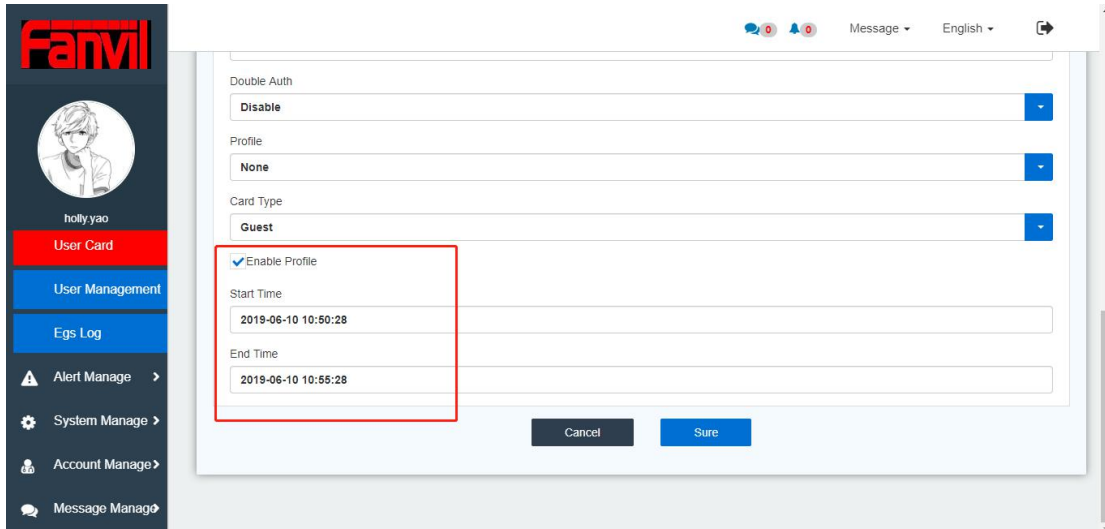 Fanvil
0 0 Message English
holly.yao
User Card
User Management
Egs Log
Alert Manage
System Manage
Account Manage
Message Manage
Double Auth
Disable
Profile
None
Card Type
Guest
Enable Profile
Start Time
2019-06-10 10:50:28
End Time
2019-06-10 10:55:28
Cancel Sure